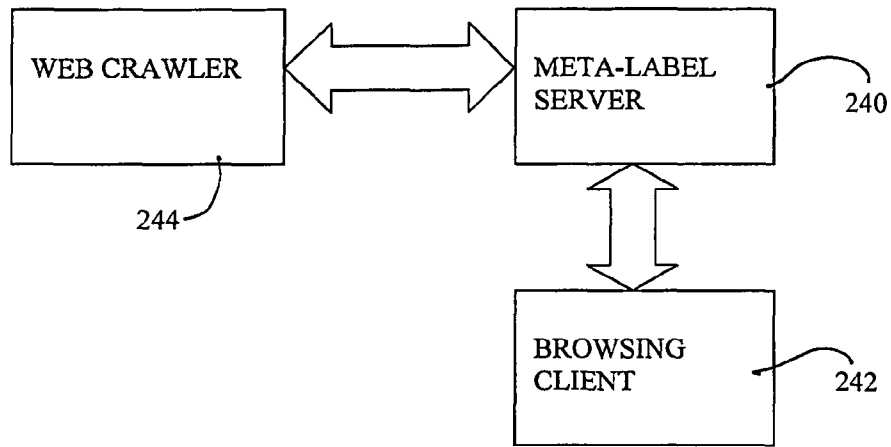 WEB CRAWLER
META-LABEL
SERVER
240
244
BROWSING
CLIENT
242